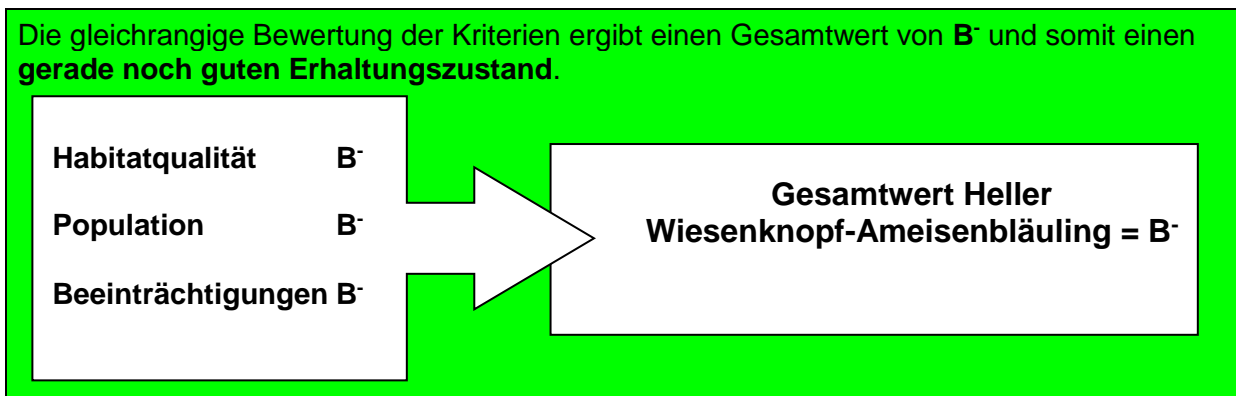 Die gleichrangige Bewertung der Kriterien ergibt einen Gesamtwert von B⁻ und somit einen
gerade noch guten Erhaltungszustand.
Habitatqualität B⁻
Population B⁻
Beeinträchtigungen B⁻
Gesamtwert Heller
Wiesenknopf-Ameisenbläuling = B⁻